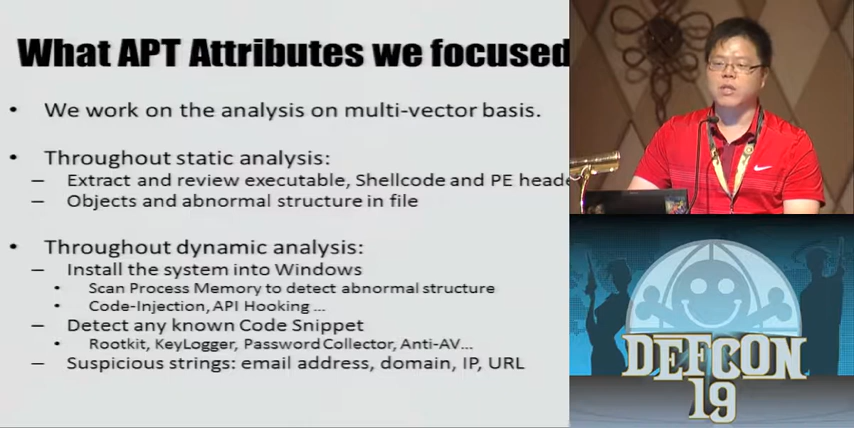 What APT Attributes we focused
• We work on the analysis on multi-vector basis.
• Throughout static analysis:
– Extract and review executable, Shellcode and PE heade
– Objects and abnormal structure in file
• Throughout dynamic analysis:
– Install the system into Windows
• Scan Process Memory to detect abnormal structure
• Code-Injection, API Hooking ...
– Detect any known Code Snippet
• Rootkit, KeyLogger, Password Collector, Anti-AV...
– Suspicious strings: email address, domain, IP, URL
DEFCON
19